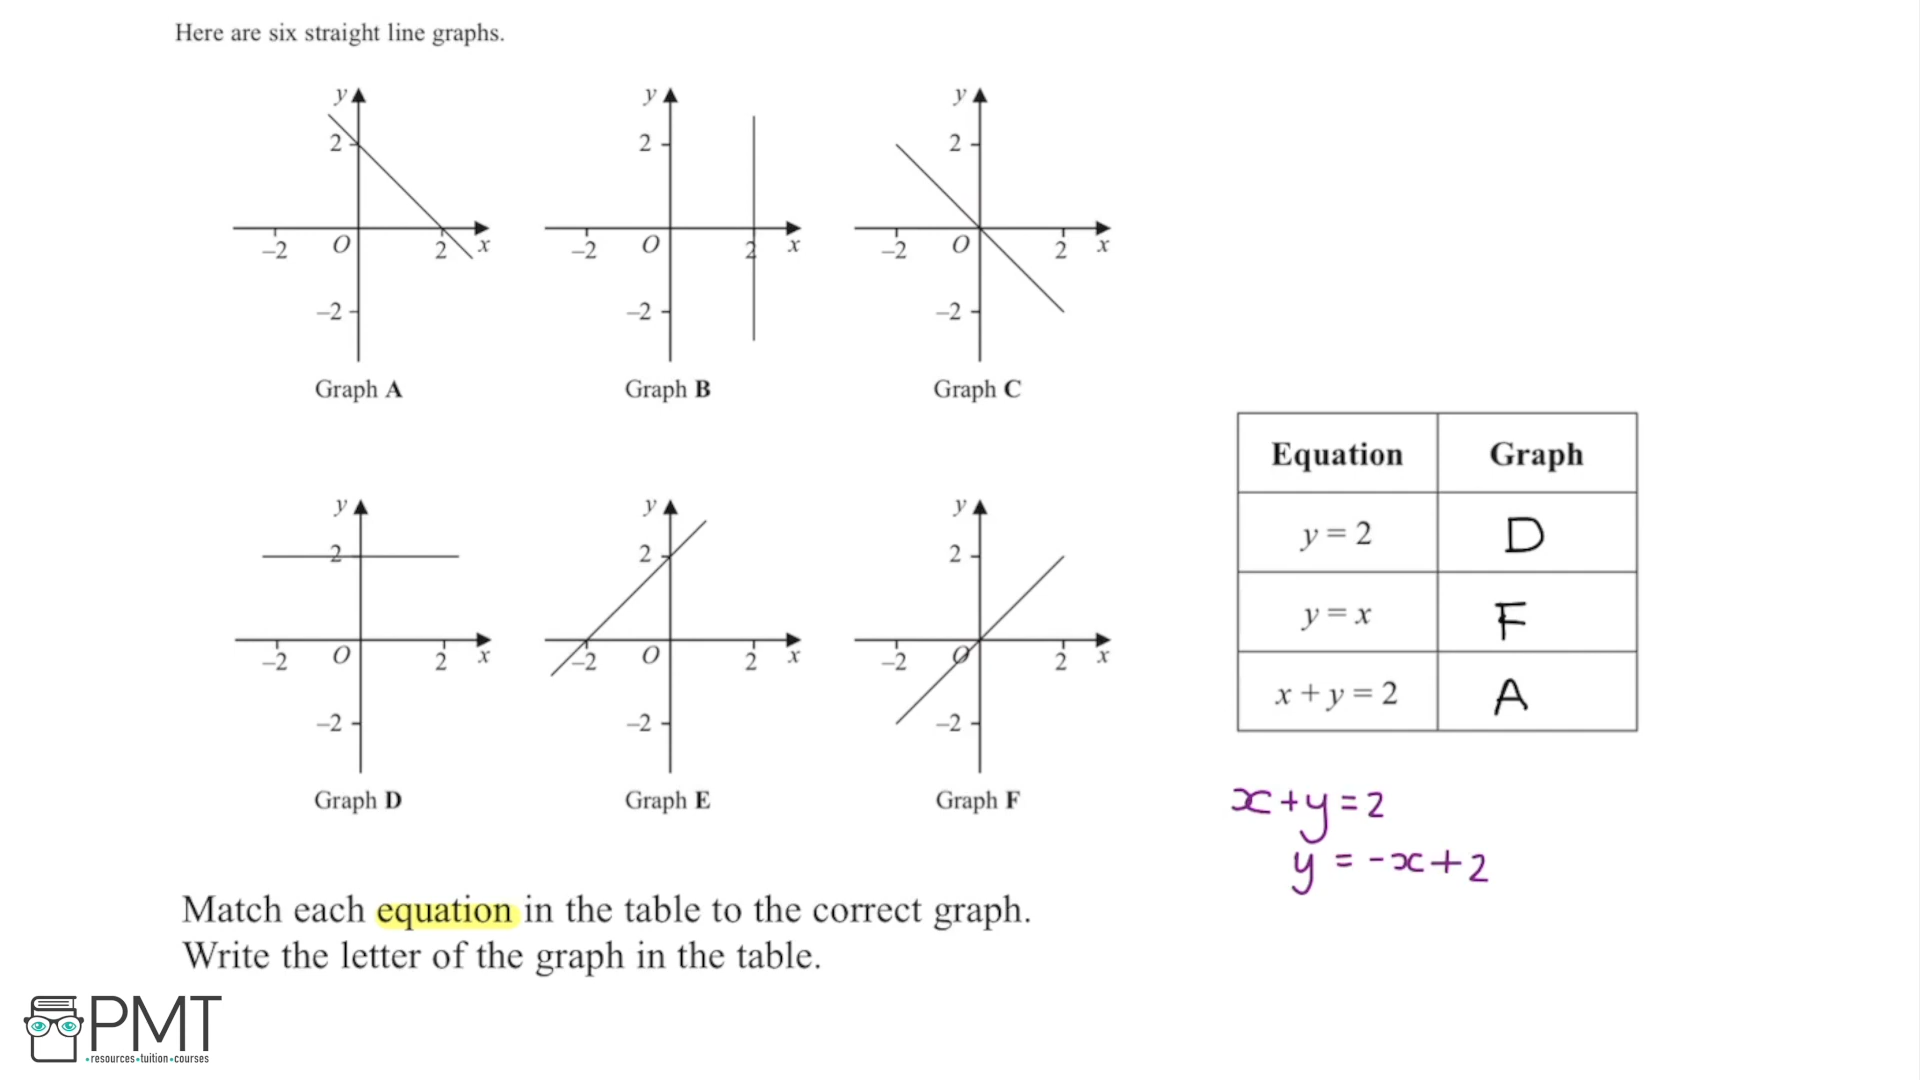 Here are six straight line graphs.
y
2
–2
O
2
x
–2
Graph A
y
2
–2
O
2
x
–2
Graph B
y
2
–2
O
2
x
–2
Graph C
y
2
–2
O
2
x
–2
Graph D
y
2
–2
O
2
x
–2
Graph E
y
2
–2
O
2
x
–2
Graph F
Equation Graph
y = 2 D
y = x F
x + y = 2 A
x+y=2
y = -x+2
Match each equation in the table to the correct graph.
Write the letter of the graph in the table.
PMT
•resources•tuition•courses